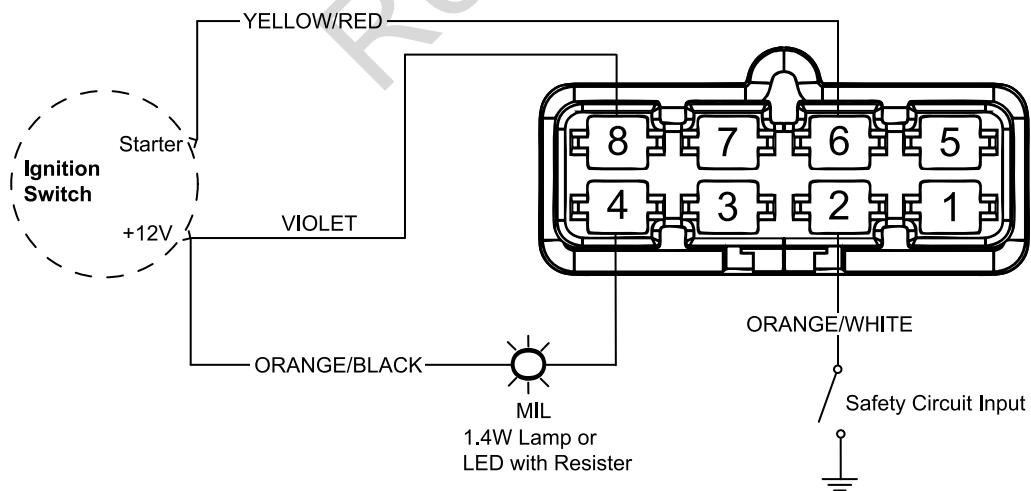 YELLOW/RED
Starter
Ignition
Switch
+12V
VIOLET
8 7 6 5
4 3 2 1
ORANGE/WHITE
ORANGE/BLACK
Safety Circuit Input
MIL
1.4W Lamp or
LED with Resister